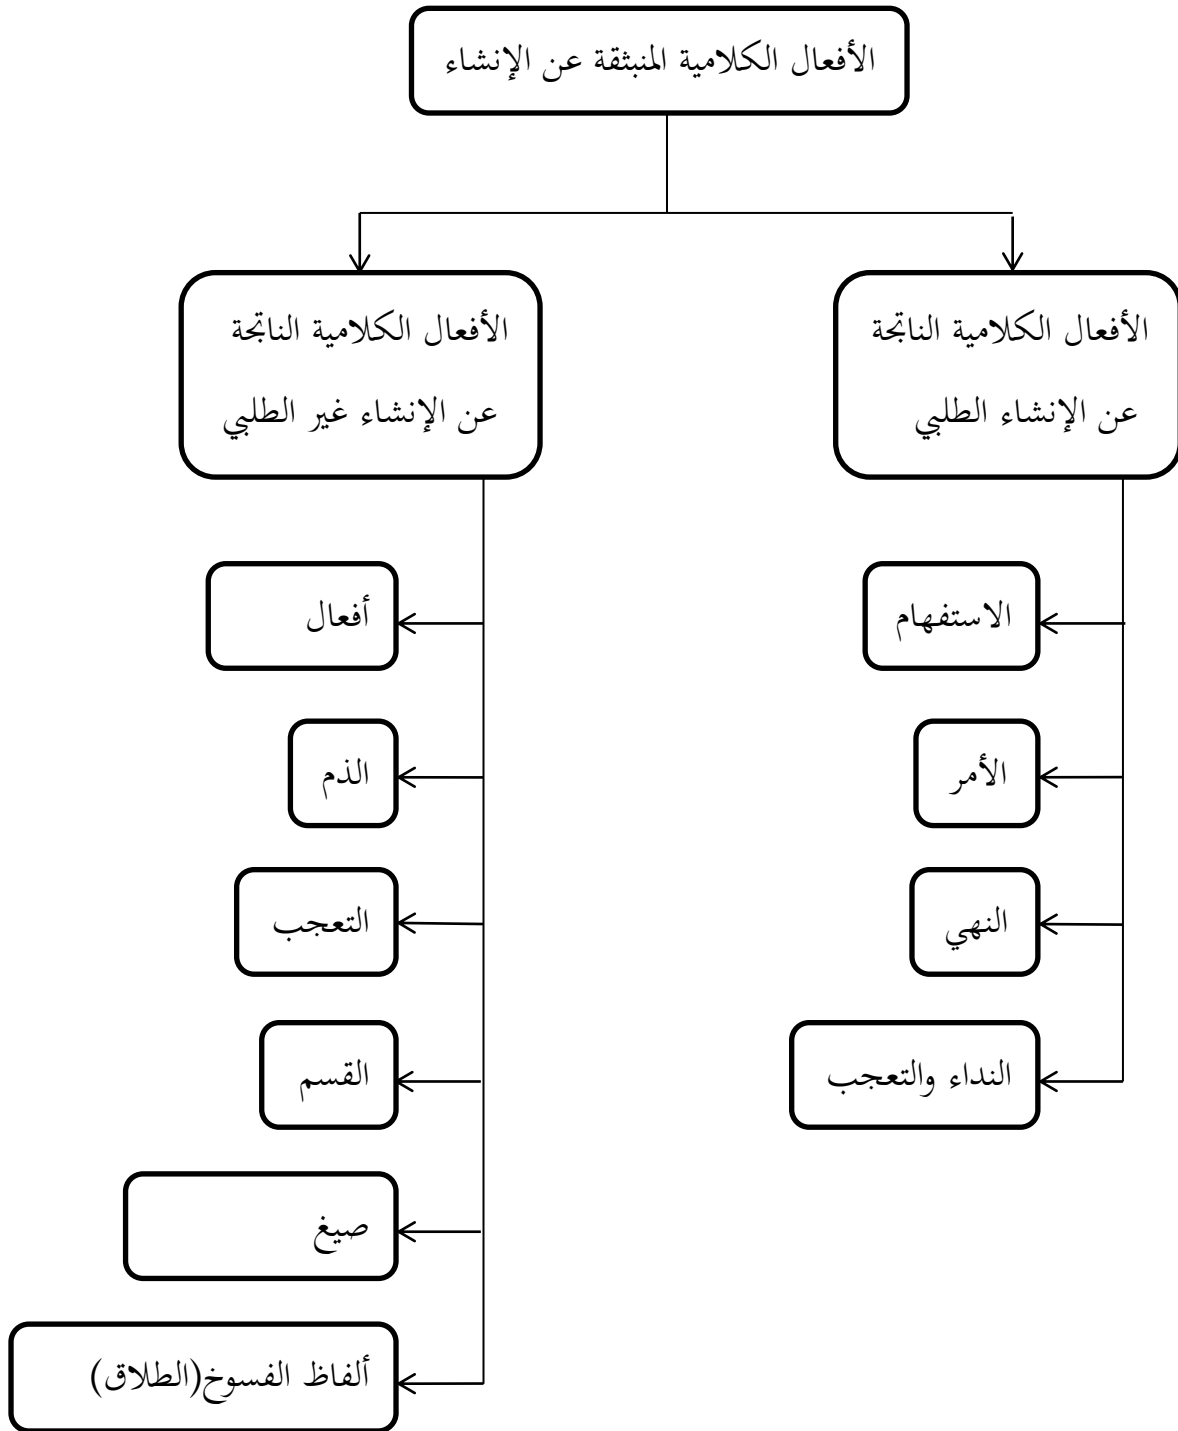 الأفعال الكلامية المنبثقة عن الإنشاء
الأفعال الكلامية الناتجة
عن الإنشاء الطلبي
الأفعال الكلامية الناتجة
عن الإنشاء غير الطلبي
الاستفهام
الأمر
النهي
النداء والتعجب
أفعال
الذم
التعجب
القسم
صيغ
ألفاظ الفسوخ(الطلاق)